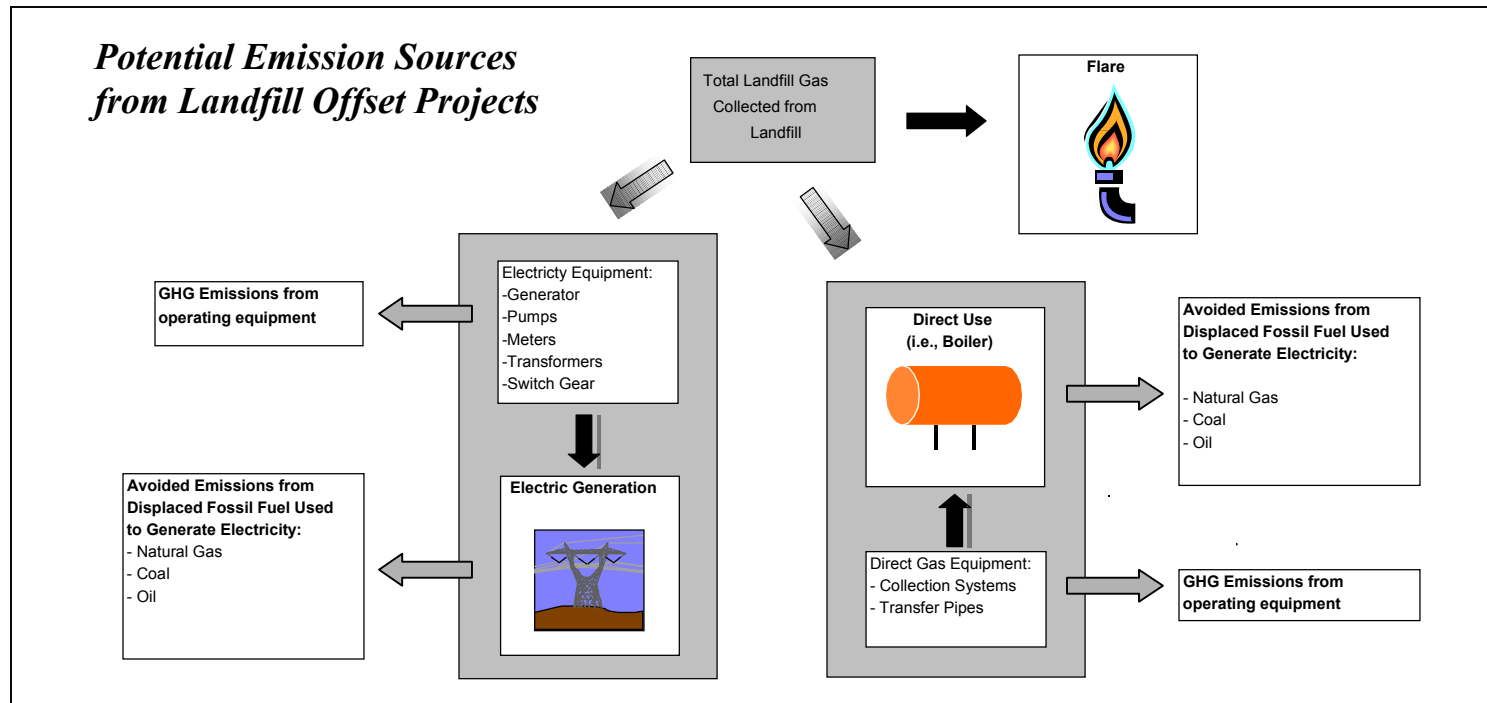 Potential Emission Sources
from Landfill Offset Projects
Total Landfill Gas
Collected from
Landfill
Flare
GHG Emissions from
operating equipment
Electricty Equipment:
-Generator
-Pumps
-Meters
-Transformers
-Switch Gear
Avoided Emissions from
Displaced Fossil Fuel Used
to Generate Electricity:
- Natural Gas
- Coal
- Oil
Electric Generation
Direct Use
(i.e., Boiler)
Avoided Emissions from
Displaced Fossil Fuel Used
to Generate Electricity:
- Natural Gas
- Coal
- Oil
Direct Gas Equipment:
- Collection Systems
- Transfer Pipes
GHG Emissions from
operating equipment